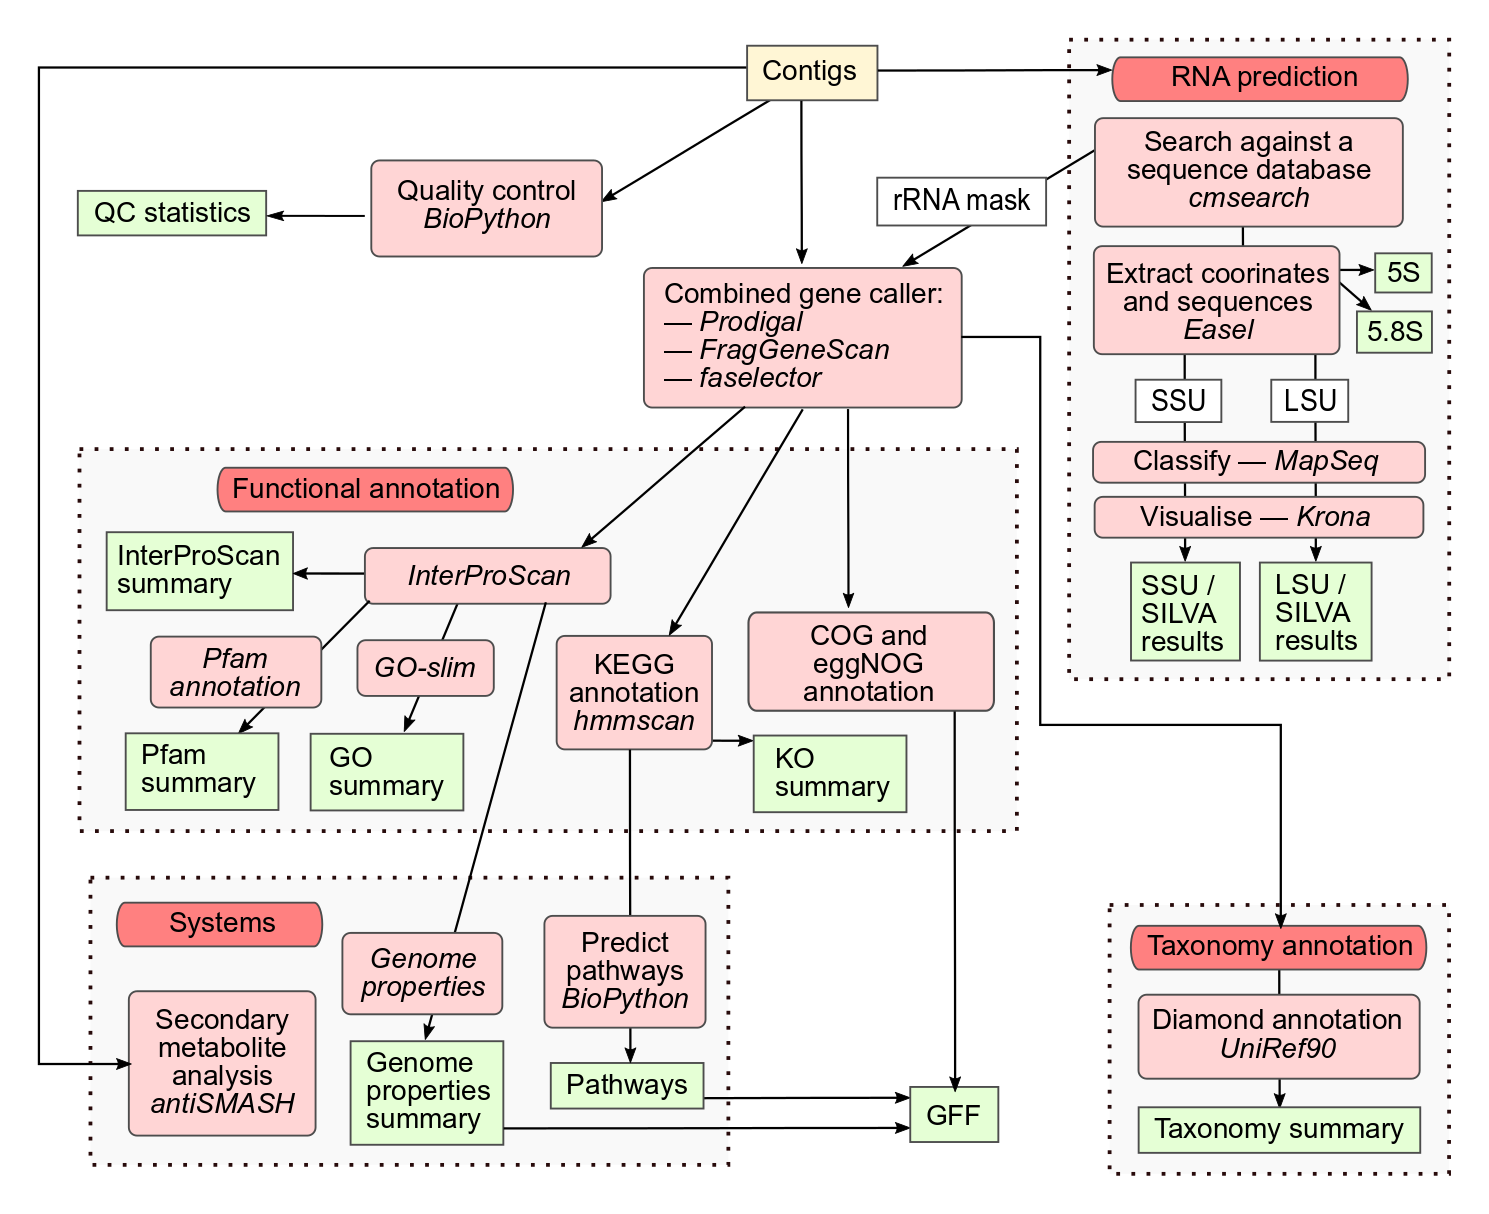 Contigs
RNA prediction
Search against a
sequence database
cmsearch
Quality control
BioPython
QC statistics
rRNA mask
Extract coorinates
and sequences
Easel
5S
5.8S
Combined gene caller:
— Prodigal
— FragGeneScan
— faselector
SSU
LSU
Classify — MapSeq
Visualise — Krona
SSU /
SILVA
results
LSU /
SILVA
results
Functional annotation
InterProScan
summary
InterProScan
Pfam
annotation
GO-slim
KEGG
annotation
hmmscan
COG and
eggNOG
annotation
Pfam
summary
GO
summary
KO
summary
Systems
Secondary
metabolite
analysis
antiSMASH
Genome
properties
Predict
pathways
BioPython
Genome
properties
summary
Pathways
GFF
Taxonomy annotation
Diamond annotation
UniRef90
Taxonomy summary